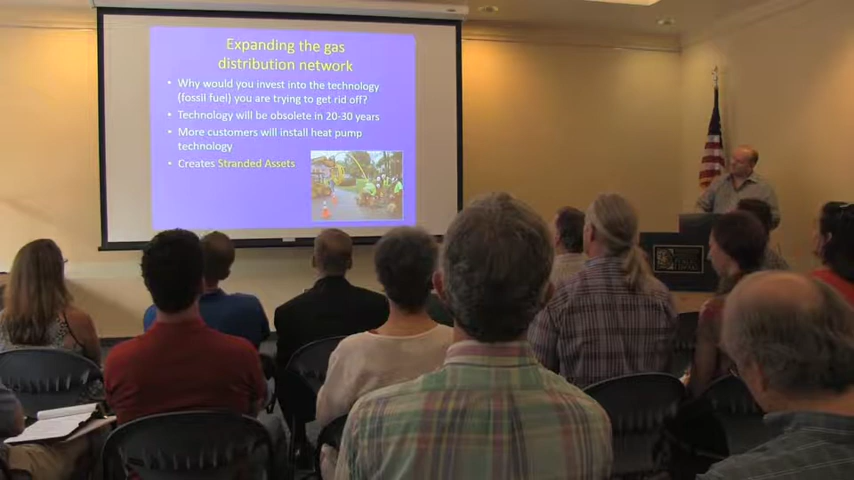 Expanding the gas
distribution network
• Why would you invest into the technology
(fossil fuel) you are trying to get rid off?
• Technology will be obsolete in 20-30 years
• More customers will install heat pump
technology
• Creates Stranded Assets